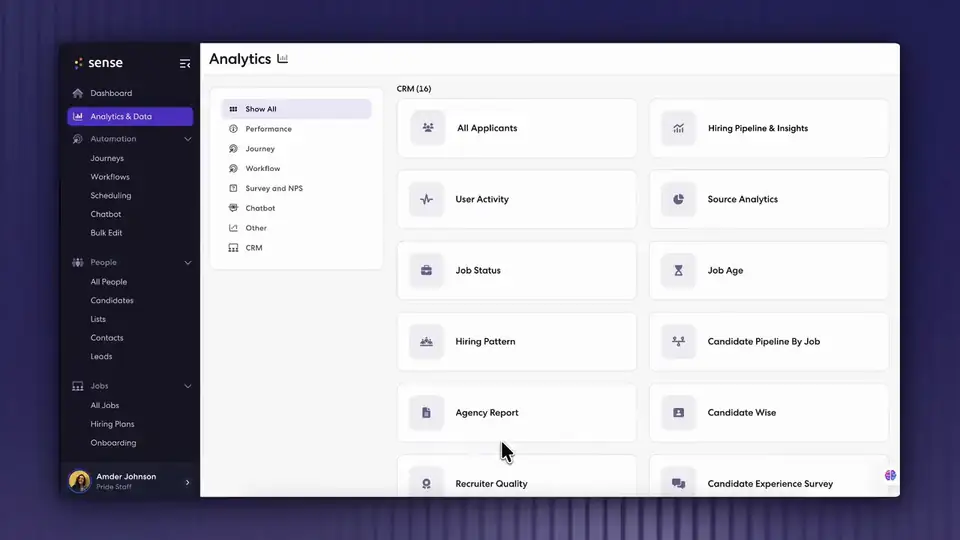 sense
Dashboard
Analytics & Data
Automation
Journeys
Workflows
Scheduling
Chatbot
Bulk Edit
People
All People
Candidates
Lists
Contacts
Leads
Jobs
All Jobs
Hiring Plans
Onboarding
Amder Johnson
Pride Staff
Analytics
Show All
Performance
Journey
Workflow
Survey and NPS
Chatbot
Other
CRM
CRM (16)
All Applicants
Hiring Pipeline & Insights
User Activity
Source Analytics
Job Status
Job Age
Hiring Pattern
Candidate Pipeline By Job
Agency Report
Candidate Wise
Recruiter Quality
Candidate Experience Survey